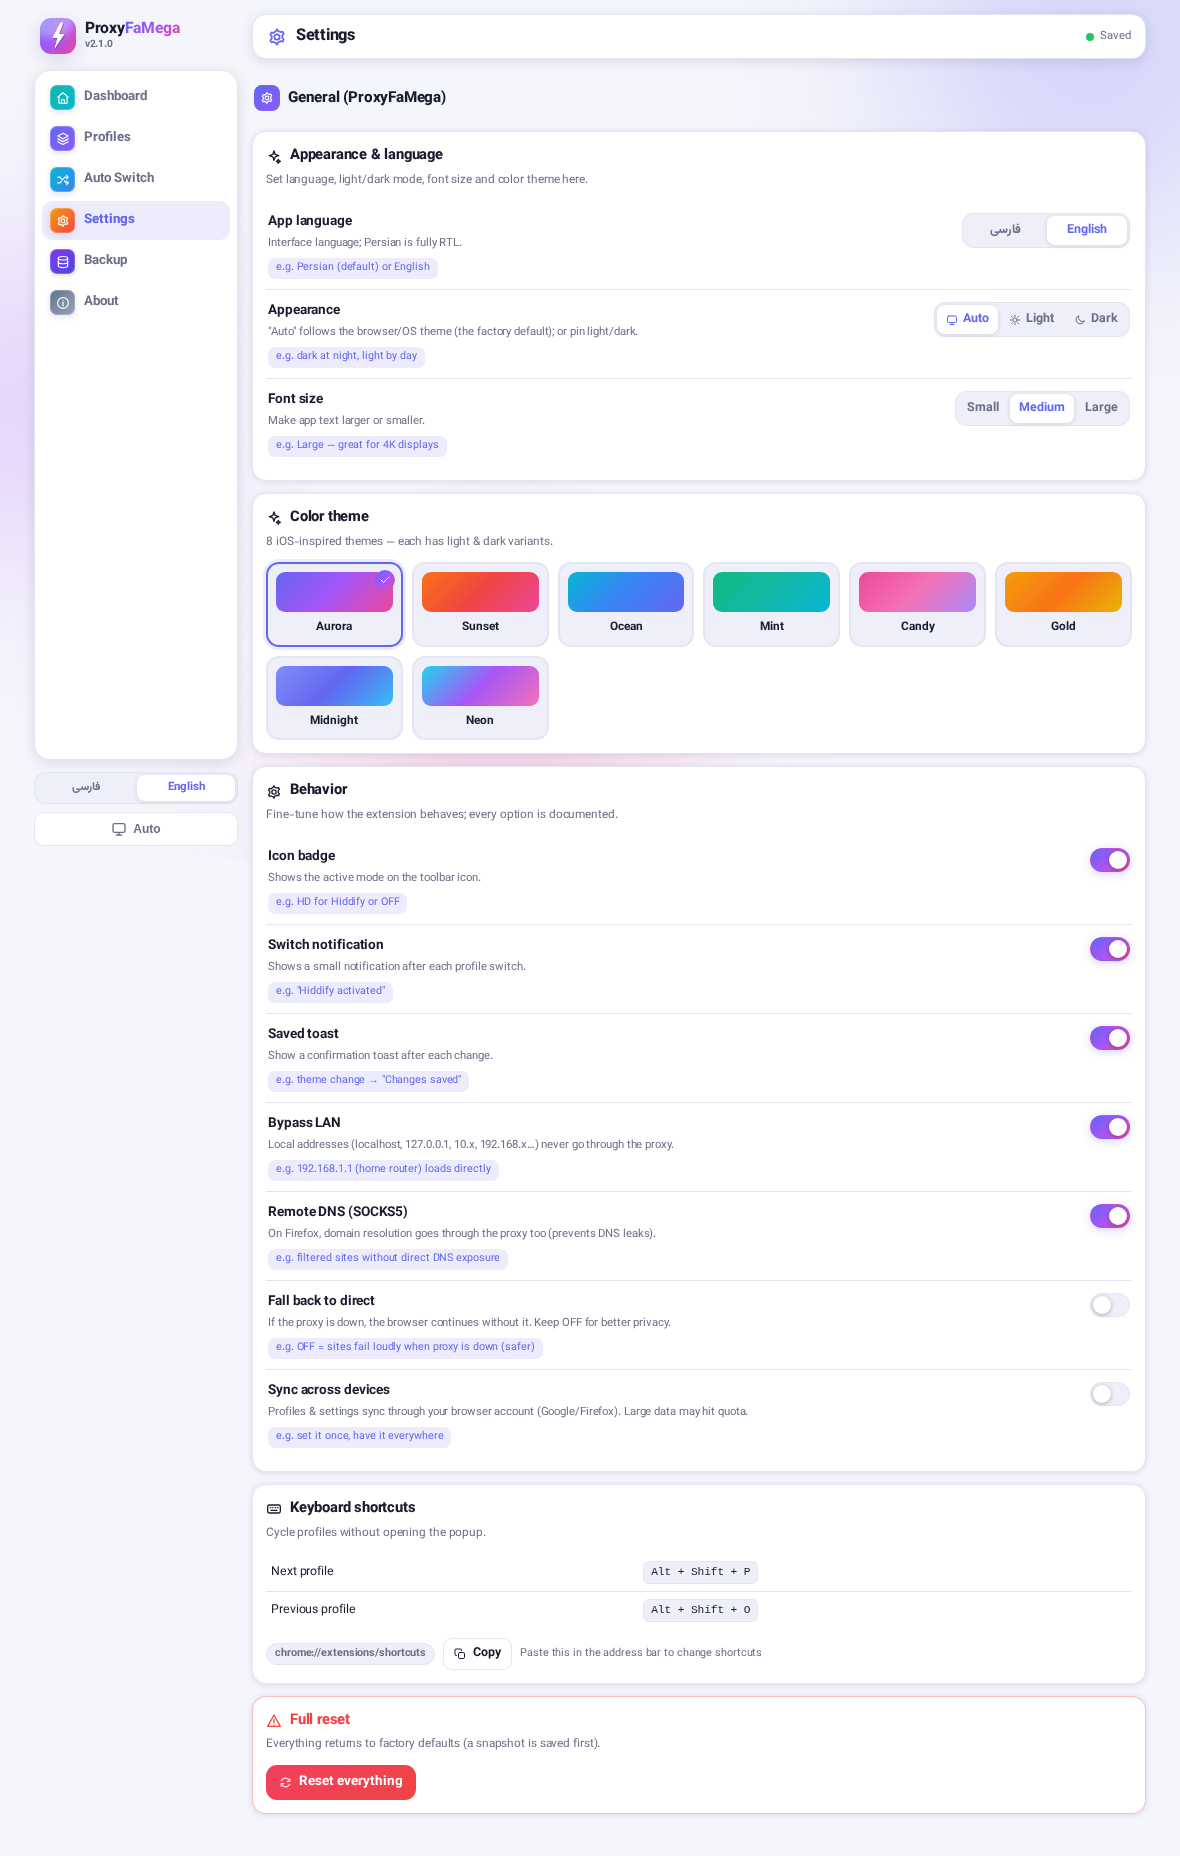 ProxyFaMega
v2.1.0
Dashboard
Profiles
Auto Switch
Settings
Backup
About
فارسی
English
Auto
Settings
Saved
General (ProxyFaMega)
Appearance & language
Set language, light/dark mode, font size and color theme here.
App language
Interface language; Persian is fully RTL.
e.g. Persian (default) or English
فارسی
English
Appearance
"Auto" follows the browser/OS theme (the factory default); or pin light/dark.
e.g. dark at night, light by day
Auto
Light
Dark
Font size
Make app text larger or smaller.
e.g. Large — great for 4K displays
Small
Medium
Large
Color theme
8 iOS-inspired themes — each has light & dark variants.
Aurora
Sunset
Ocean
Mint
Candy
Gold
Midnight
Neon
Behavior
Fine-tune how the extension behaves; every option is documented.
Icon badge
Shows the active mode on the toolbar icon.
e.g. HD for Hiddify or OFF
Switch notification
Shows a small notification after each profile switch.
e.g. "Hiddify activated"
Saved toast
Show a confirmation toast after each change.
e.g. theme change → "Changes saved"
Bypass LAN
Local addresses (localhost, 127.0.0.1, 10.x, 192.168.x…) never go through the proxy.
e.g. 192.168.1.1 (home router) loads directly
Remote DNS (SOCKS5)
On Firefox, domain resolution goes through the proxy too (prevents DNS leaks).
e.g. filtered sites without direct DNS exposure
Fall back to direct
If the proxy is down, the browser continues without it. Keep OFF for better privacy.
e.g. OFF = sites fail loudly when proxy is down (safer)
Sync across devices
Profiles & settings sync through your browser account (Google/Firefox). Large data may hit quota.
e.g. set it once, have it everywhere
Keyboard shortcuts
Cycle profiles without opening the popup.
Next profile
Alt + Shift + P
Previous profile
Alt + Shift + O
chrome://extensions/shortcuts
Copy
Paste this in the address bar to change shortcuts
Full reset
Everything returns to factory defaults (a snapshot is saved first).
Reset everything